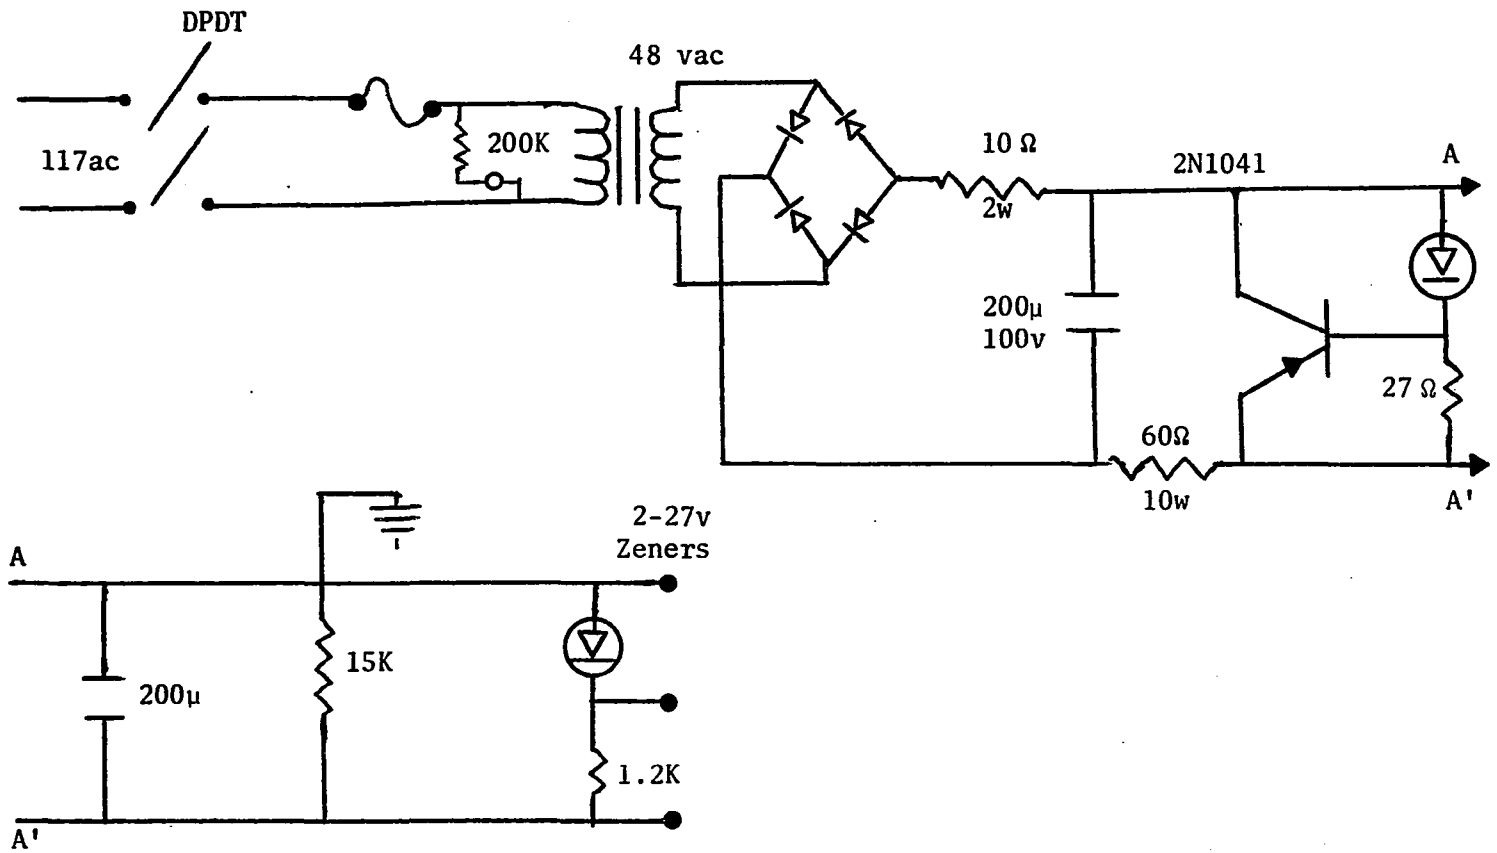 DPDT
48 vac
117ac
200K
10 Ω
2w
2N1041
A
200μ
100v
27 Ω
60Ω
10w
A'
2-27v
Zeners
A
15K
200μ
1.2K
A'